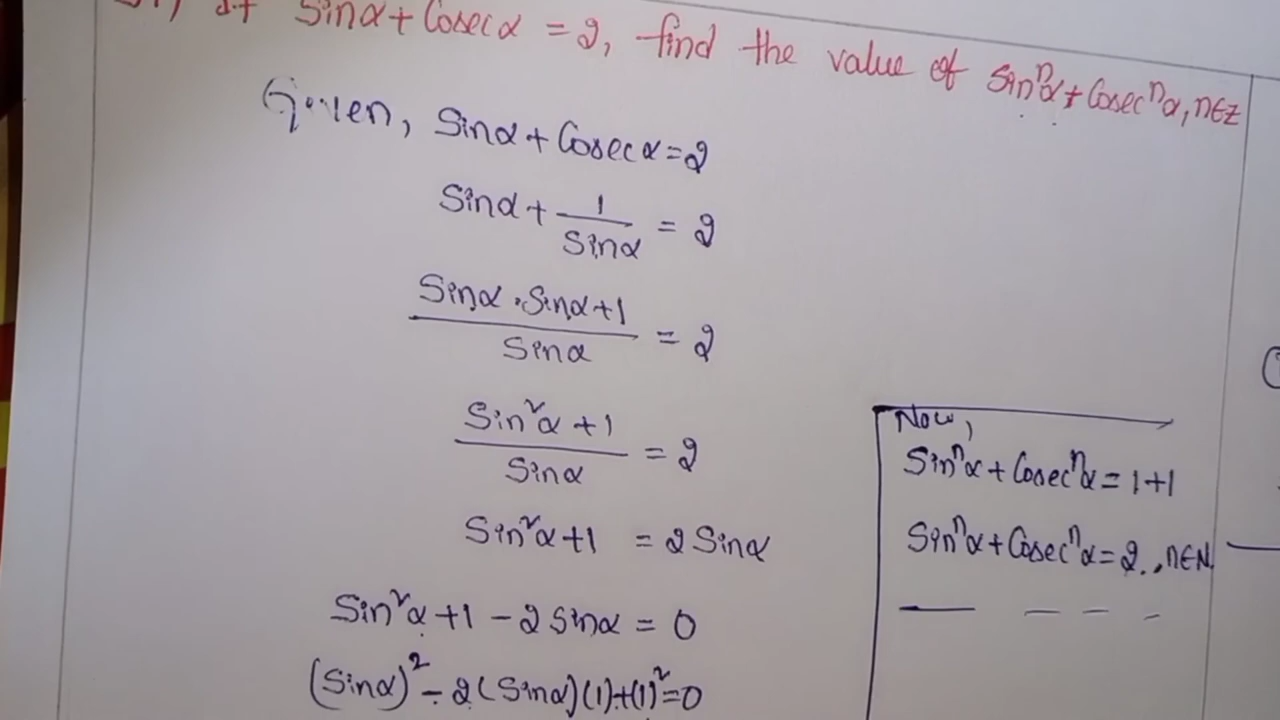 If Sinα + Cosec α = 2, find the value of Sinⁿα + Cosecⁿα, n∈Z
Given, Sinα + Cosec α = 2
Sinα + 1/Sinα = 2
(Sinα · Sinα + 1)/Sinα = 2
(Sin²α + 1)/Sinα = 2
Sin²α + 1 = 2 Sinα
Sin²α + 1 − 2 Sinα = 0
(Sinα)² − 2(Sinα)(1) + (1)² = 0
Now,
Sinⁿα + Cosecⁿα = 1+1
Sinⁿα + Cosecⁿα = 2., n∈N